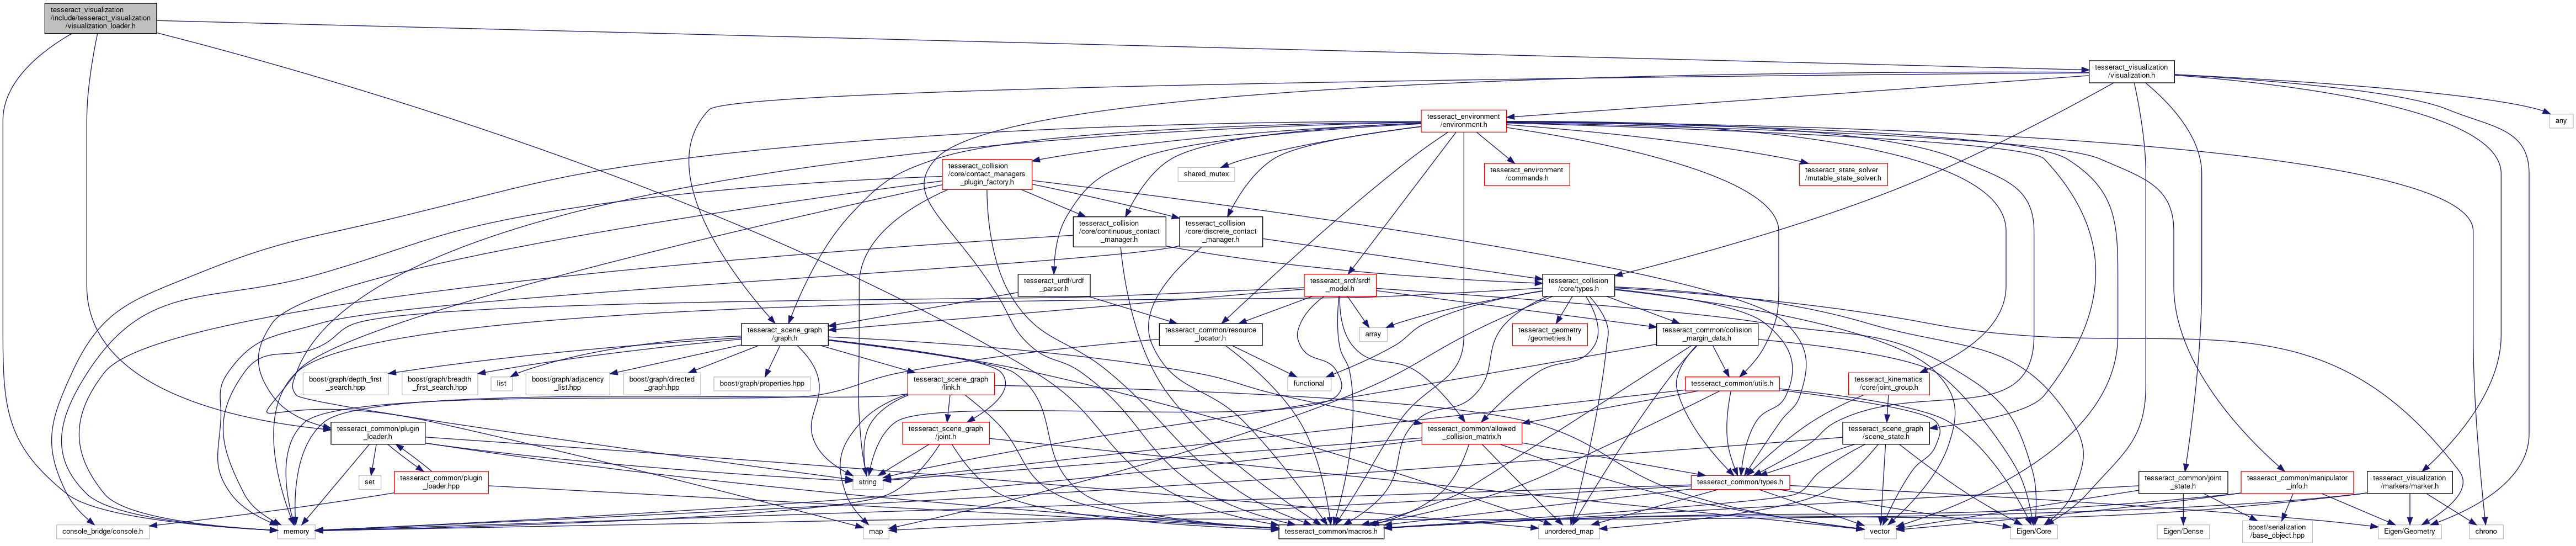 tesseract_visualization
/include/tesseract_visualization
/visualization_loader.h
tesseract_visualization
/visualization.h
any
tesseract_environment
/environment.h
tesseract_collision
/core/contact_managers
_plugin_factory.h
shared_mutex
tesseract_environment
/commands.h
tesseract_state_solver
/mutable_state_solver.h
tesseract_collision
/core/continuous_contact
_manager.h
tesseract_collision
/core/discrete_contact
_manager.h
tesseract_urdf/urdf
_parser.h
tesseract_srdf/srdf
_model.h
tesseract_collision
/core/types.h
tesseract_scene_graph
/graph.h
tesseract_common/resource
_locator.h
array
tesseract_geometry
/geometries.h
tesseract_common/collision
_margin_data.h
boost/graph/depth_first
_search.hpp
boost/graph/breadth
_first_search.hpp
list
boost/graph/adjacency
_list.hpp
boost/graph/directed
_graph.hpp
boost/graph/properties.hpp
tesseract_scene_graph
/link.h
functional
tesseract_common/utils.h
tesseract_kinematics
/core/joint_group.h
tesseract_common/plugin
_loader.h
tesseract_scene_graph
/joint.h
tesseract_common/allowed
_collision_matrix.h
tesseract_scene_graph
/scene_state.h
set
tesseract_common/plugin
_loader.hpp
string
tesseract_common/types.h
tesseract_common/joint
_state.h
tesseract_common/manipulator
_info.h
tesseract_visualization
/markers/marker.h
console_bridge/console.h
memory
map
tesseract_common/macros.h
unordered_map
vector
Eigen/Core
Eigen/Dense
boost/serialization
/base_object.hpp
Eigen/Geometry
chrono